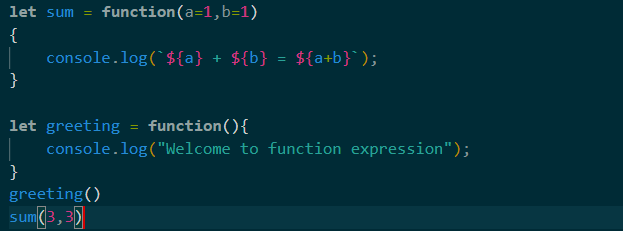 let sum = function(a=1,b=1)
{
    console.log(`${a} + ${b} = ${a+b}`);
}
let greeting = function(){
    console.log("Welcome to function expression");
}
greeting()
sum(3,3)